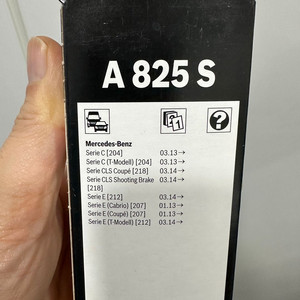 A 825 S
1
?
Mercedes-Benz
Serie C [204] 03.13→
Serie C (T-Modell) [204] 03.13→
Serie CLS Coupé [218] 03.14→
Serie CLS Shooting Brake 03.14→
[218]
Serie E [212] 03.14→
Serie E (Cabrio) [207] 01.13→
Serie E (Coupé) [207] 01.13→
Serie E (T-Modell) [212] 03.14→